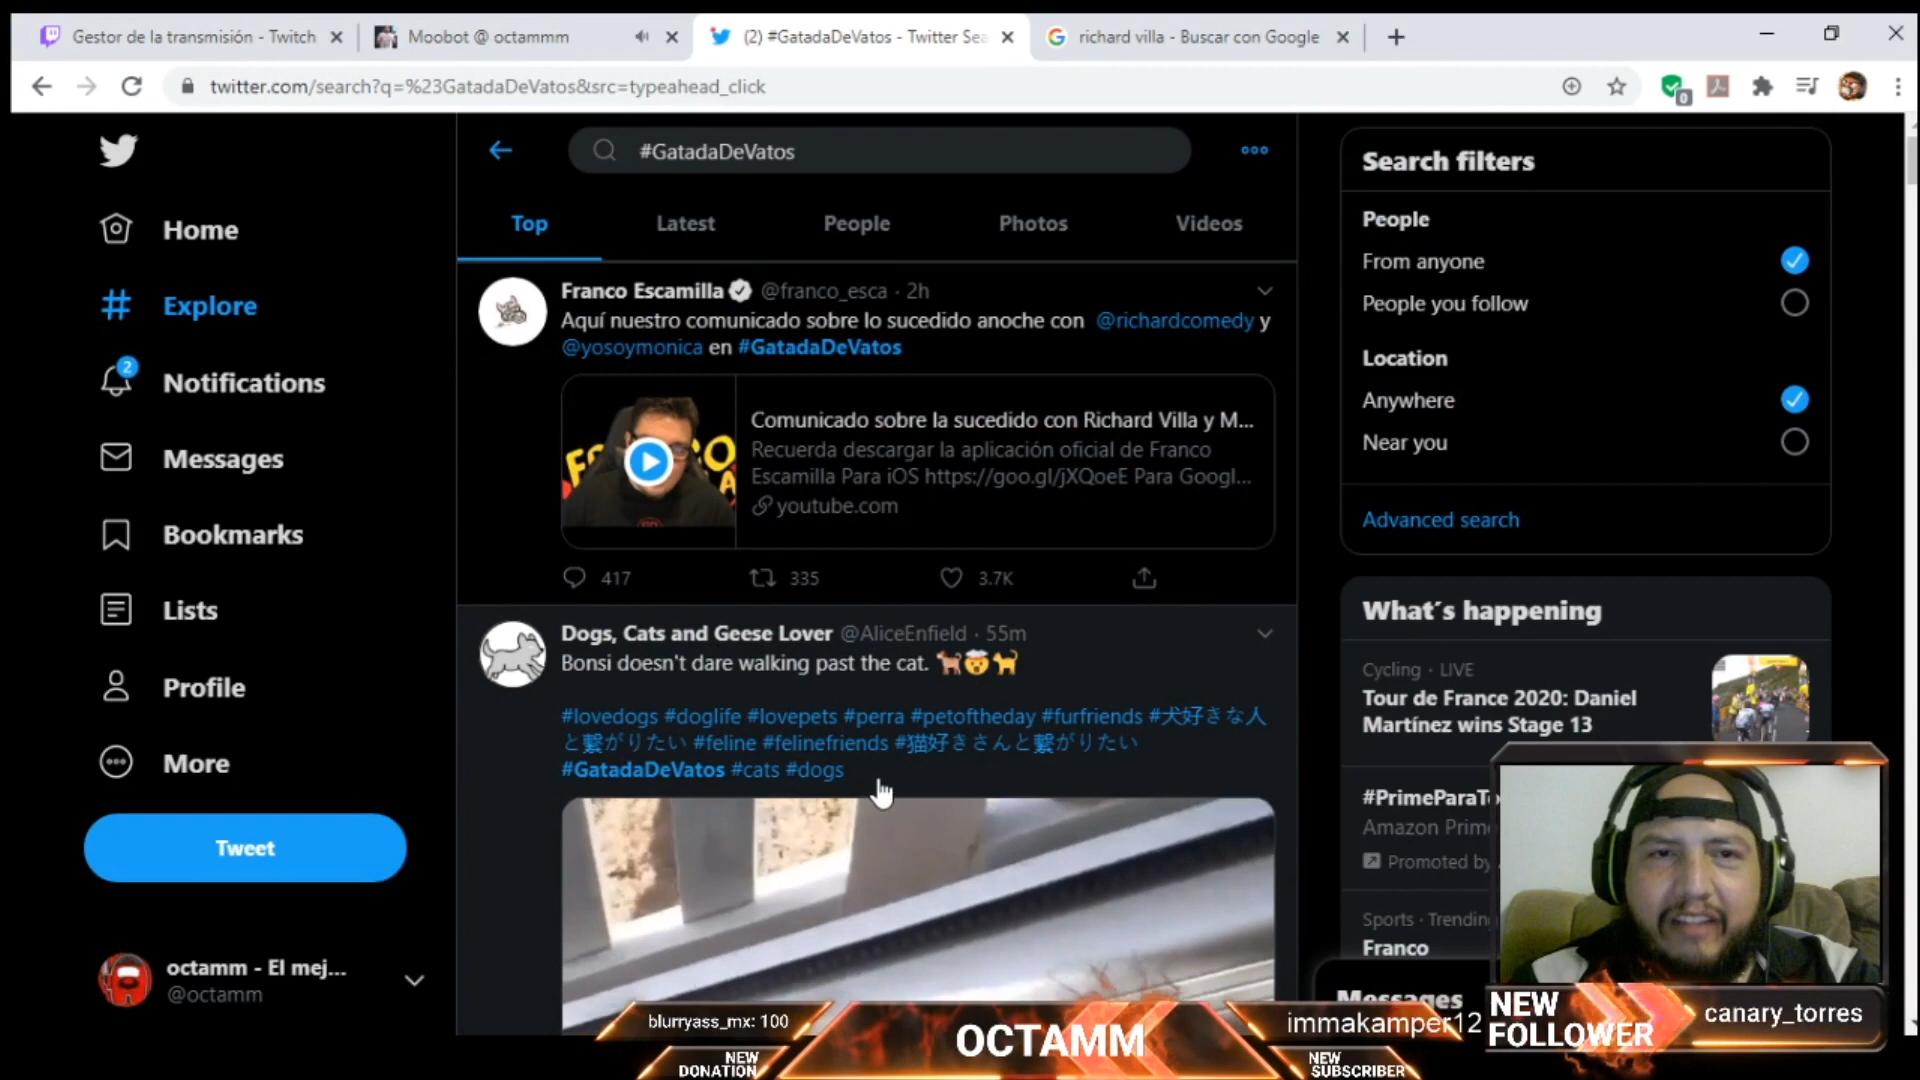 Gestor de la transmisión - Twitch
Moobot @ octammm
(2) #GatadaDeVatos - Twitter Sea
richard villa - Buscar con Google
twitter.com/search?q=%23GatadaDeVatos&src=typeahead_click
0
Home
Explore
2
Notifications
Messages
Bookmarks
Lists
Profile
More
Tweet
octamm - El mej...
@octamm
#GatadaDeVatos
Top
Latest
People
Photos
Videos
Franco Escamilla @franco_esca · 2h
Aquí nuestro comunicado sobre lo sucedido anoche con @richardcomedy y
@yosoymonica en #GatadaDeVatos
Comunicado sobre la sucedido con Richard Villa y M...
Recuerda descargar la aplicación oficial de Franco
Escamilla Para iOS https://goo.gl/jXQoeE Para Googl...
youtube.com
417
335
3.7K
Dogs, Cats and Geese Lover @AliceEnfield · 55m
Bonsi doesn't dare walking past the cat. 🐕🤯🐈
#lovedogs #doglife #lovepets #perra #petoftheday #furfriends #犬好きな人
と繋がりたい #feline #felinefriends #猫好きさんと繋がりたい
#GatadaDeVatos #cats #dogs
Search filters
People
From anyone
People you follow
Location
Anywhere
Near you
Advanced search
What's happening
Cycling · LIVE
Tour de France 2020: Daniel
Martínez wins Stage 13
#PrimeParaTo
Amazon Prim
Promoted by
Sports · Trending
Franco
Messages
blurryass_mx: 100
NEW
DONATION
OCTAMM
immakamper12
NEW
SUBSCRIBER
NEW
FOLLOWER
canary_torres